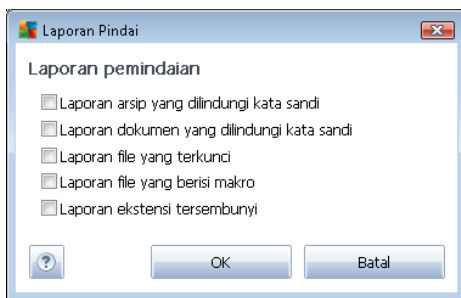 Laporan Pindai
Laporan pemindaian
Laporan arsip yang dilindungi kata sandi
Laporan dokumen yang dilindungi kata sandi
Laporan file yang terkunci
Laporan file yang berisi makro
Laporan ekstensi tersembunyi
?
OK
Batal